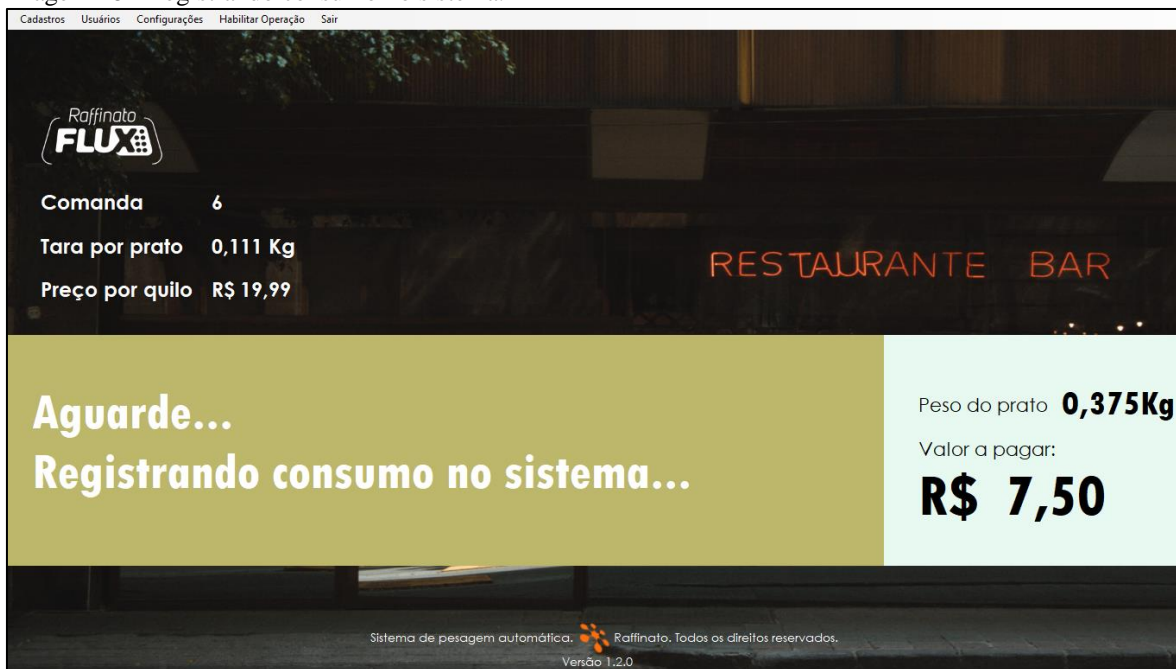 Cadastros Usuários Configurações Habilitar Operação Sair
Raffinato
FLUX
Comanda 6
Tara por prato 0,111 Kg
Preço por quilo R$ 19,99
RESTAURANTE BAR
Aguarde...
Registrando consumo no sistema...
Peso do prato 0,375Kg
Valor a pagar:
R$ 7,50
Sistema de pesagem automática. Raffinato. Todos os direitos reservados.
Versão 1.2.0